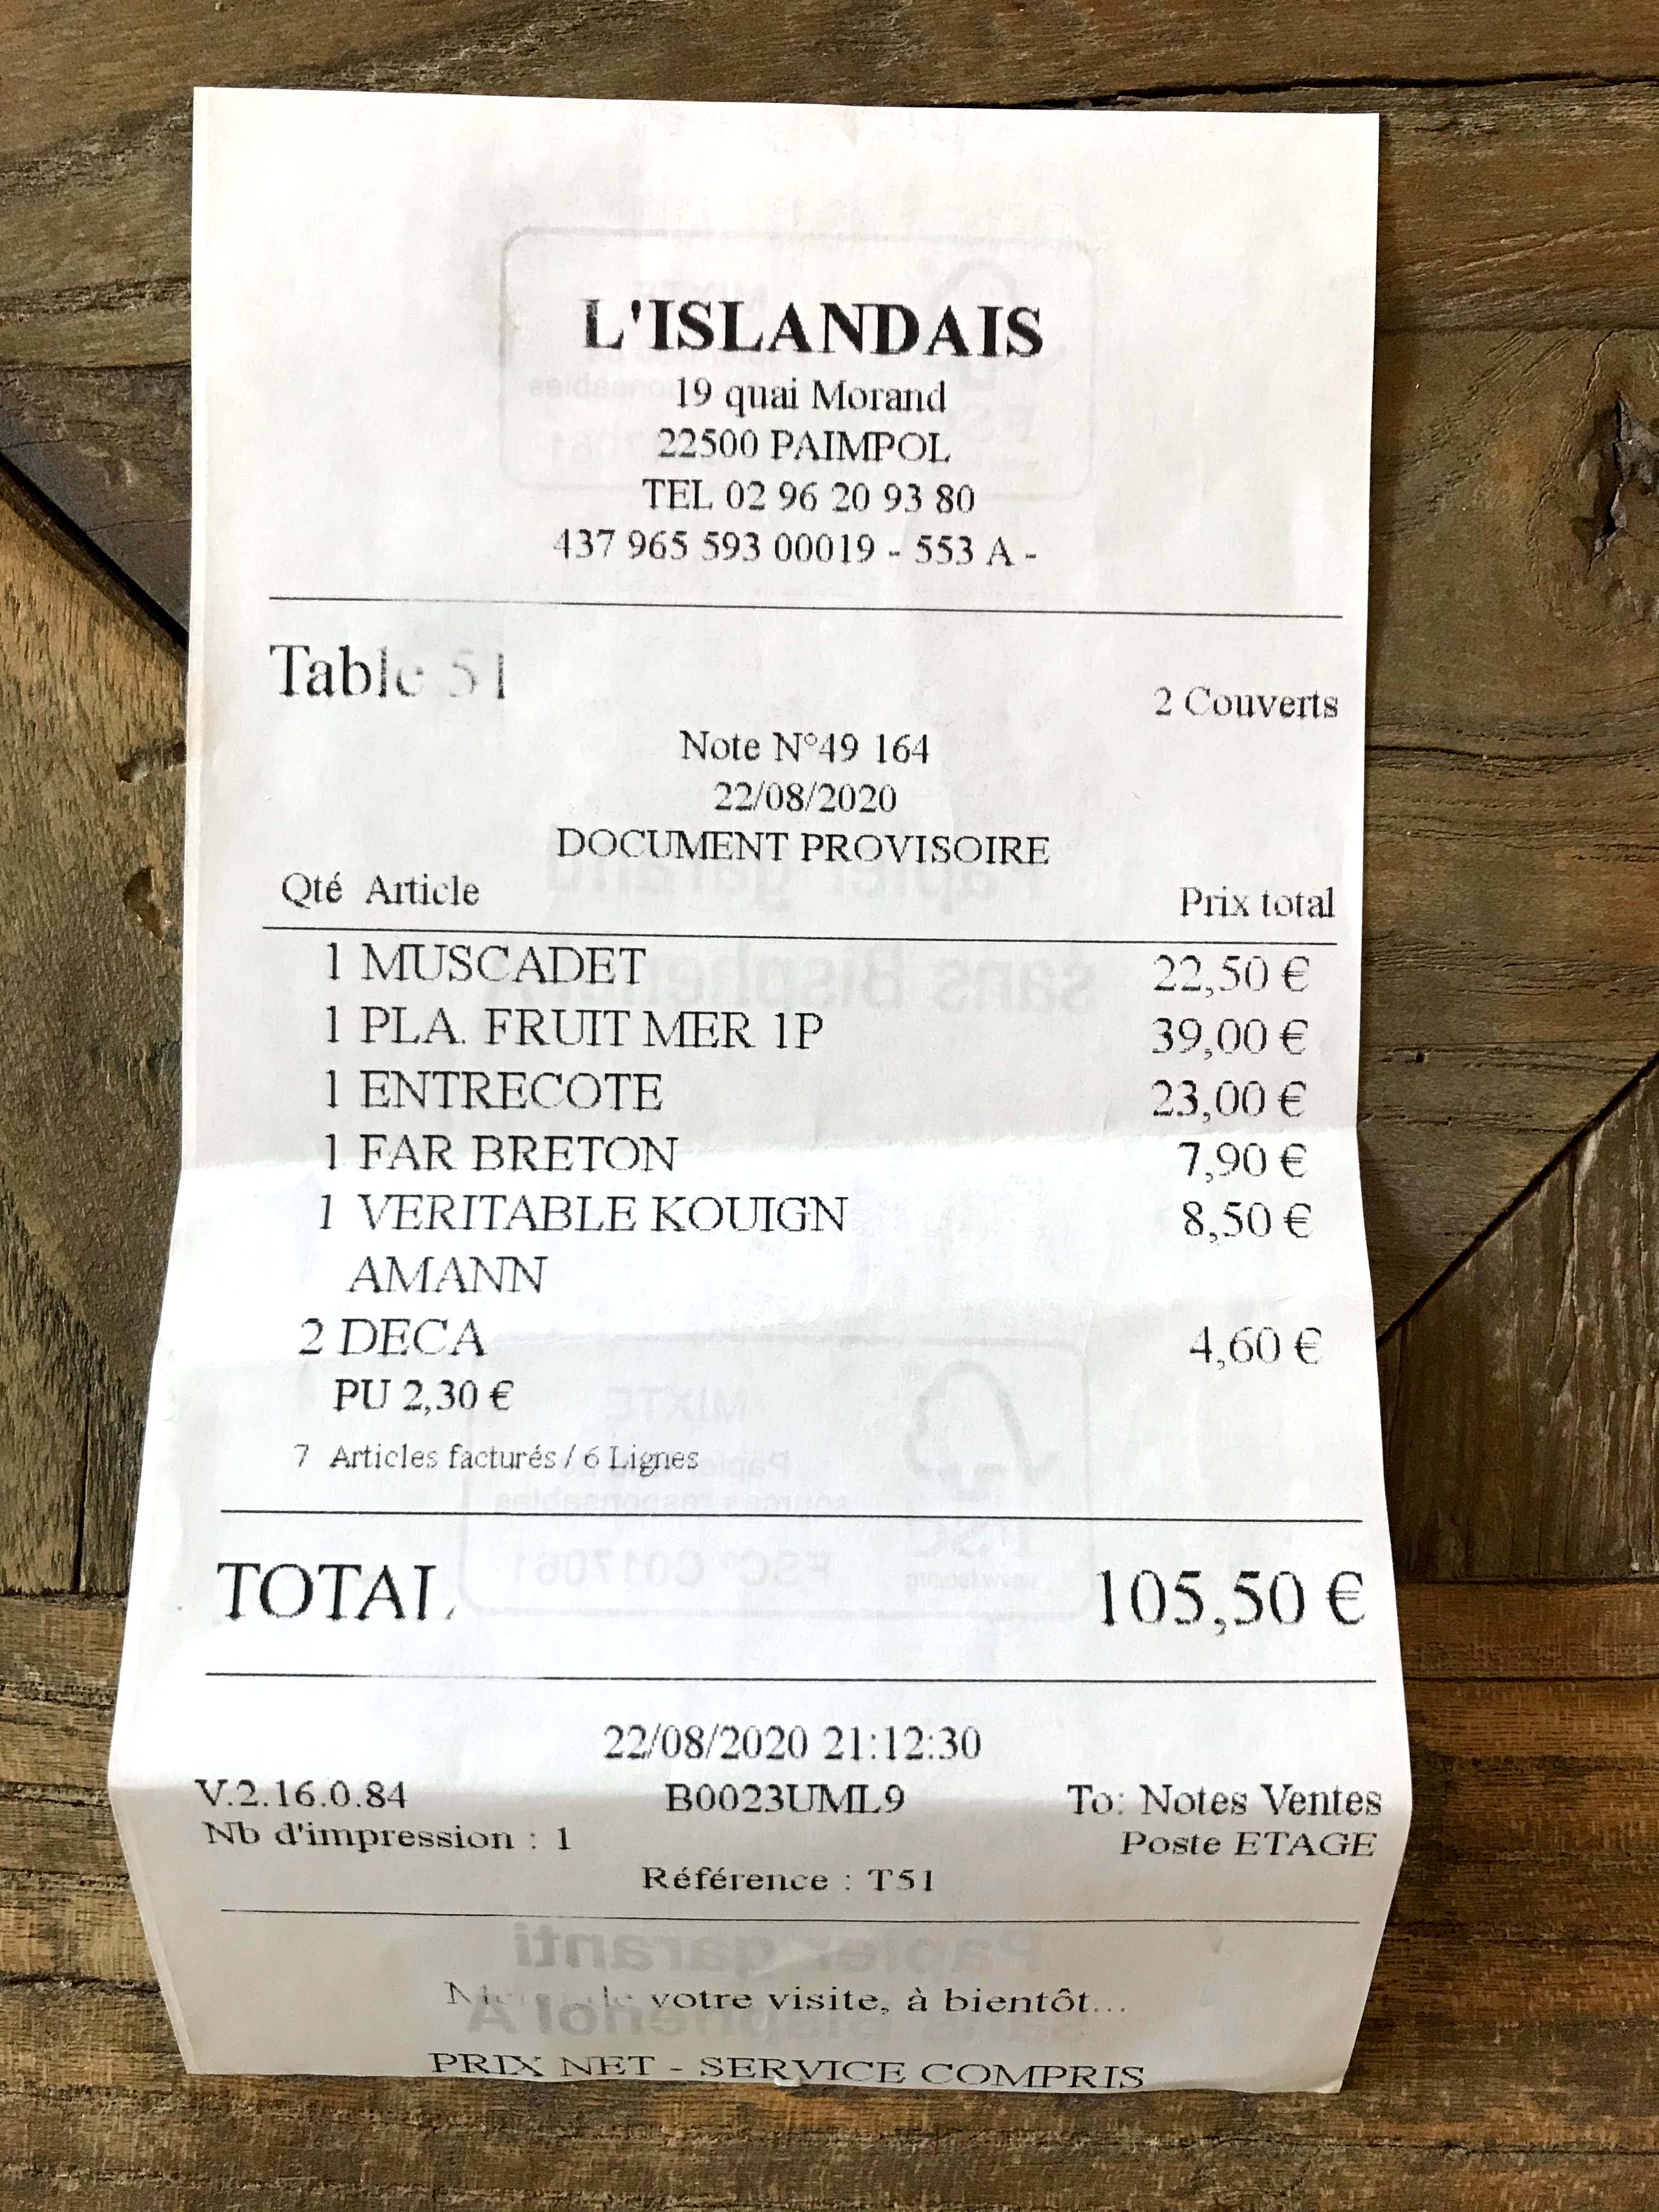 L'ISLANDAIS
19 quai Morand
22500 PAIMPOL
TEL 02 96 20 93 80
437 965 593 00019 - 553 A -
Table 51
2 Couverts
Note N°49 164
22/08/2020
DOCUMENT PROVISOIRE
Qté Article Prix total
1 MUSCADET 22,50 €
1 PLA. FRUIT MER 1P 39,00 €
1 ENTRECOTE 23,00 €
1 FAR BRETON 7,90 €
1 VERITABLE KOUIGN 8,50 €
AMANN
2 DECA 4,60 €
PU 2,30 €
7 Articles facturés / 6 Lignes
TOTAL 105,50 €
22/08/2020 21:12:30
V.2.16.0.84 B0023UML9 To: Notes Ventes
Nb d'impression : 1 Poste ETAGE
Référence : T51
votre visite, à bientôt...
PRIX NET - SERVICE COMPRIS